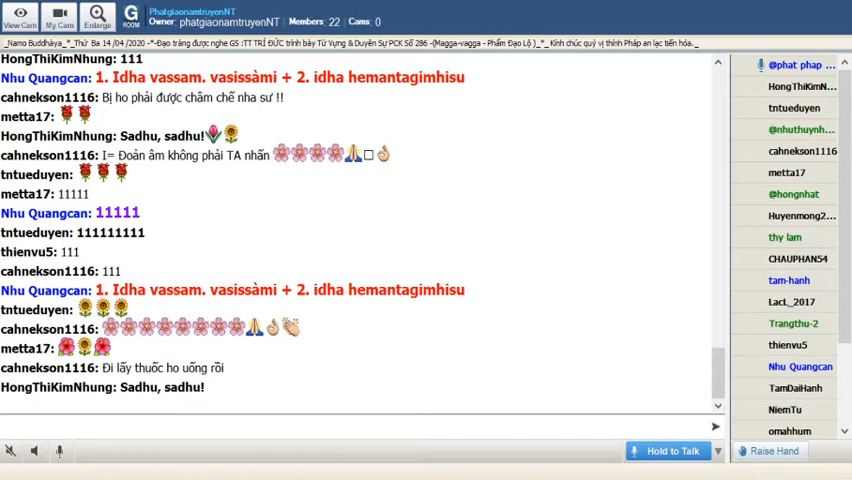 PhatgiaonamtruyenNT
Owner: phatgiaonamtruyenNT Members: 22 Cams: 0
View Cam
My Cam
Enlarge
G
ROOM
_Namo Buddhàya_*_Thứ Ba 14 /04 /2020 -*-Đạo tràng được nghe GS :TT TRÍ ĐỨC trình bày Từ Vựng & Duyên Sự PCK Số 286 -(Magga-vagga - Phẩm Đạo Lộ )_*_ Kính chúc quý vị thính Pháp an lạc tiến hóa._
HongThiKimNhung: 111
Nhu Quangcan: 1. Idha vassam. vasissàmi + 2. idha hemantagimhisu
cahnekson1116: Bị ho phải được châm chế nha sư !!
metta17:
HongThiKimNhung: Sadhu, sadhu!
cahnekson1116: I= Đoản âm không phải TA nhấn
tntueduyen:
metta17: 11111
Nhu Quangcan: 11111
tntueduyen: 111111111
thienvu5: 111
cahnekson1116: 111
Nhu Quangcan: 1. Idha vassam. vasissàmi + 2. idha hemantagimhisu
tntueduyen:
cahnekson1116:
metta17:
cahnekson1116: Đi lấy thuốc ho uống rồi
HongThiKimNhung: Sadhu, sadhu!
@phat phap ...
HongThiKimN...
tntueduyen
@nhuthuynh...
cahnekson1116
metta17
@hongnhat
Huyenmong2...
thy lam
CHAUPHAN54
tam-hanh
LacL_2017
Trangthu-2
thienvu5
Nhu Quangcan
TamDaiHanh
NiemTu
omahhum
Hold to Talk
Raise Hand